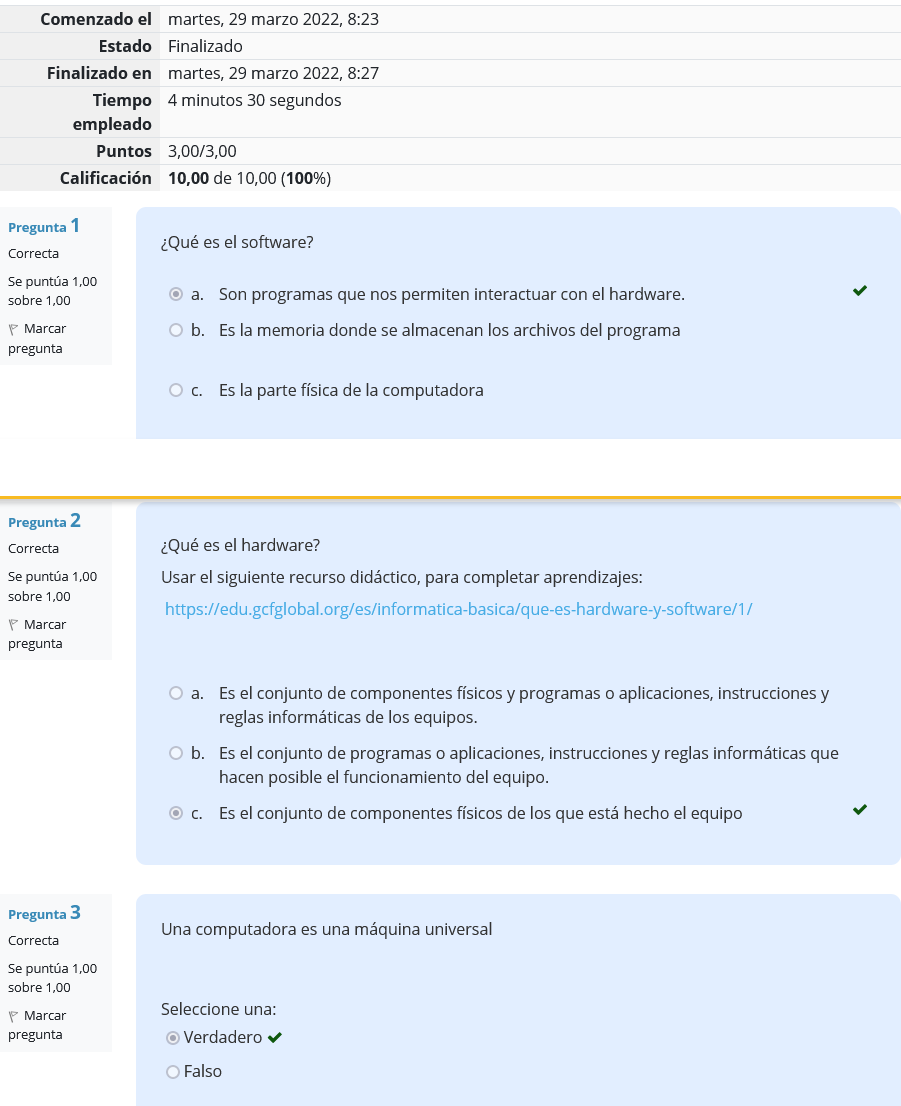 Comenzado el martes, 29 marzo 2022, 8:23
Estado Finalizado
Finalizado en martes, 29 marzo 2022, 8:27
Tiempo empleado 4 minutos 30 segundos
Puntos 3,00/3,00
Calificación 10,00 de 10,00 (100%)
Pregunta 1
Correcta
Se puntúa 1,00
sobre 1,00
Marcar
pregunta
¿Qué es el software?
a. Son programas que nos permiten interactuar con el hardware.
b. Es la memoria donde se almacenan los archivos del programa
c. Es la parte física de la computadora
Pregunta 2
Correcta
Se puntúa 1,00
sobre 1,00
Marcar
pregunta
¿Qué es el hardware?
Usar el siguiente recurso didáctico, para completar aprendizajes:
https://edu.gcfglobal.org/es/informatica-basica/que-es-hardware-y-software/1/
a. Es el conjunto de componentes físicos y programas o aplicaciones, instrucciones y
reglas informáticas de los equipos.
b. Es el conjunto de programas o aplicaciones, instrucciones y reglas informáticas que
hacen posible el funcionamiento del equipo.
c. Es el conjunto de componentes físicos de los que está hecho el equipo
Pregunta 3
Correcta
Se puntúa 1,00
sobre 1,00
Marcar
pregunta
Una computadora es una máquina universal
Seleccione una:
Verdadero
Falso